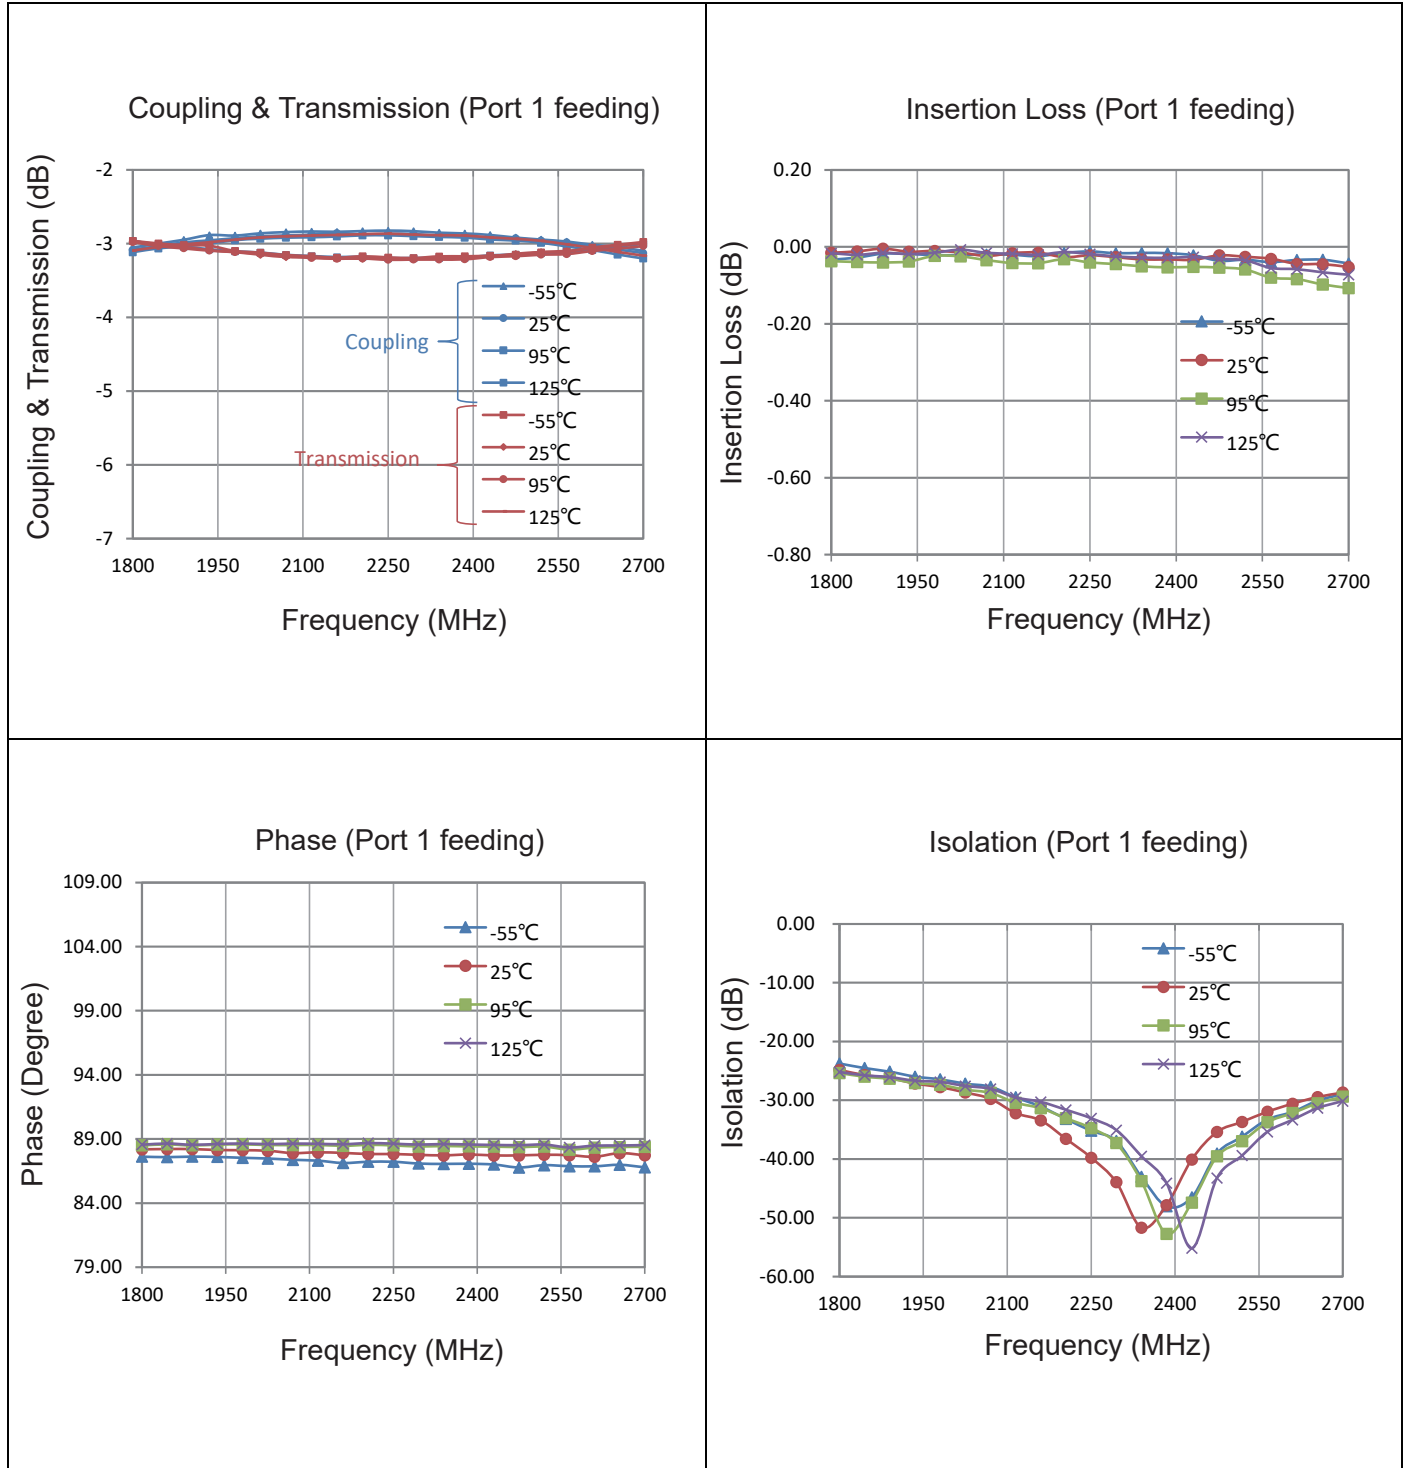 Coupling & Transmission (Port 1 feeding)
Coupling & Transmission (dB)
-2
-3
-4
-5
-6
-7
Coupling
-55℃
25℃
95℃
125℃
Transmission
-55℃
25℃
95℃
125℃
1800 1950 2100 2250 2400 2550 2700
Frequency (MHz)
Insertion Loss (Port 1 feeding)
Insertion Loss (dB)
0.20
0.00
-0.20
-0.40
-0.60
-0.80
-55℃
25℃
95℃
125℃
1800 1950 2100 2250 2400 2550 2700
Frequency (MHz)
Phase (Port 1 feeding)
Phase (Degree)
109.00
104.00
99.00
94.00
89.00
84.00
79.00
-55℃
25℃
95℃
125℃
1800 1950 2100 2250 2400 2550 2700
Frequency (MHz)
Isolation (Port 1 feeding)
Isolation (dB)
0.00
-10.00
-20.00
-30.00
-40.00
-50.00
-60.00
-55℃
25℃
95℃
125℃
1800 1950 2100 2250 2400 2550 2700
Frequency (MHz)